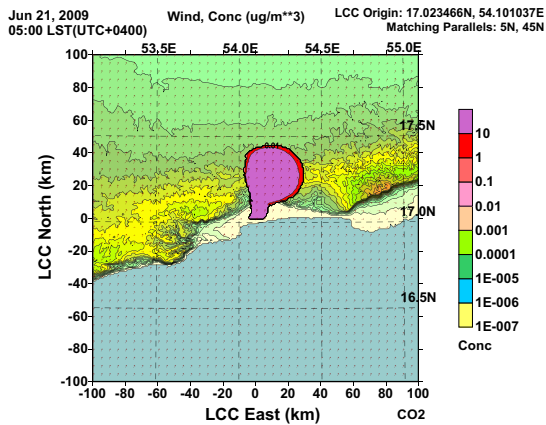 Jun 21, 2009
05:00 LST(UTC+0400)
Wind, Conc (ug/m**3)
LCC Origin: 17.023466N, 54.101037E
Matching Parallels: 5N, 45N
53.5E 54.0E 54.5E 55.0E
100
80
60
40
20
0
-20
-40
-60
-80
-100
LCC North (km)
17.5N
17.0N
16.5N
-100 -80 -60 -40 -20 0 20 40 60 80 100
LCC East (km)
CO2
10
1
0.1
0.01
0.001
0.0001
1E-005
1E-006
1E-007
Conc